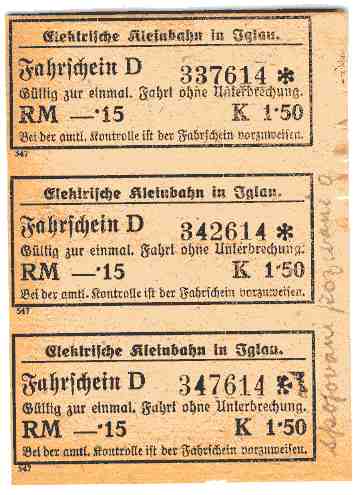 Elektrische Kleinbahn in Iglau.
Fahrschein D 337614 *
Gültig zur einmal. Fahrt ohne Unterbrechung.
RM —·15 K 1·50
Bei der amtl. Kontrolle ist der Fahrschein vorzuweisen.
547
Elektrische Kleinbahn in Iglau.
Fahrschein D 342614 *
Gültig zur einmal. Fahrt ohne Unterbrechung.
RM —·15 K 1·50
Bei der amtl. Kontrolle ist der Fahrschein vorzuweisen.
547
Elektrische Kleinbahn in Iglau.
Fahrschein D 347614
Gültig zur einmal. Fahrt ohne Unterbrechung.
RM —·15 K 1·50
Bei der amtl. Kontrolle ist der Fahrschein vorzuweisen.
547